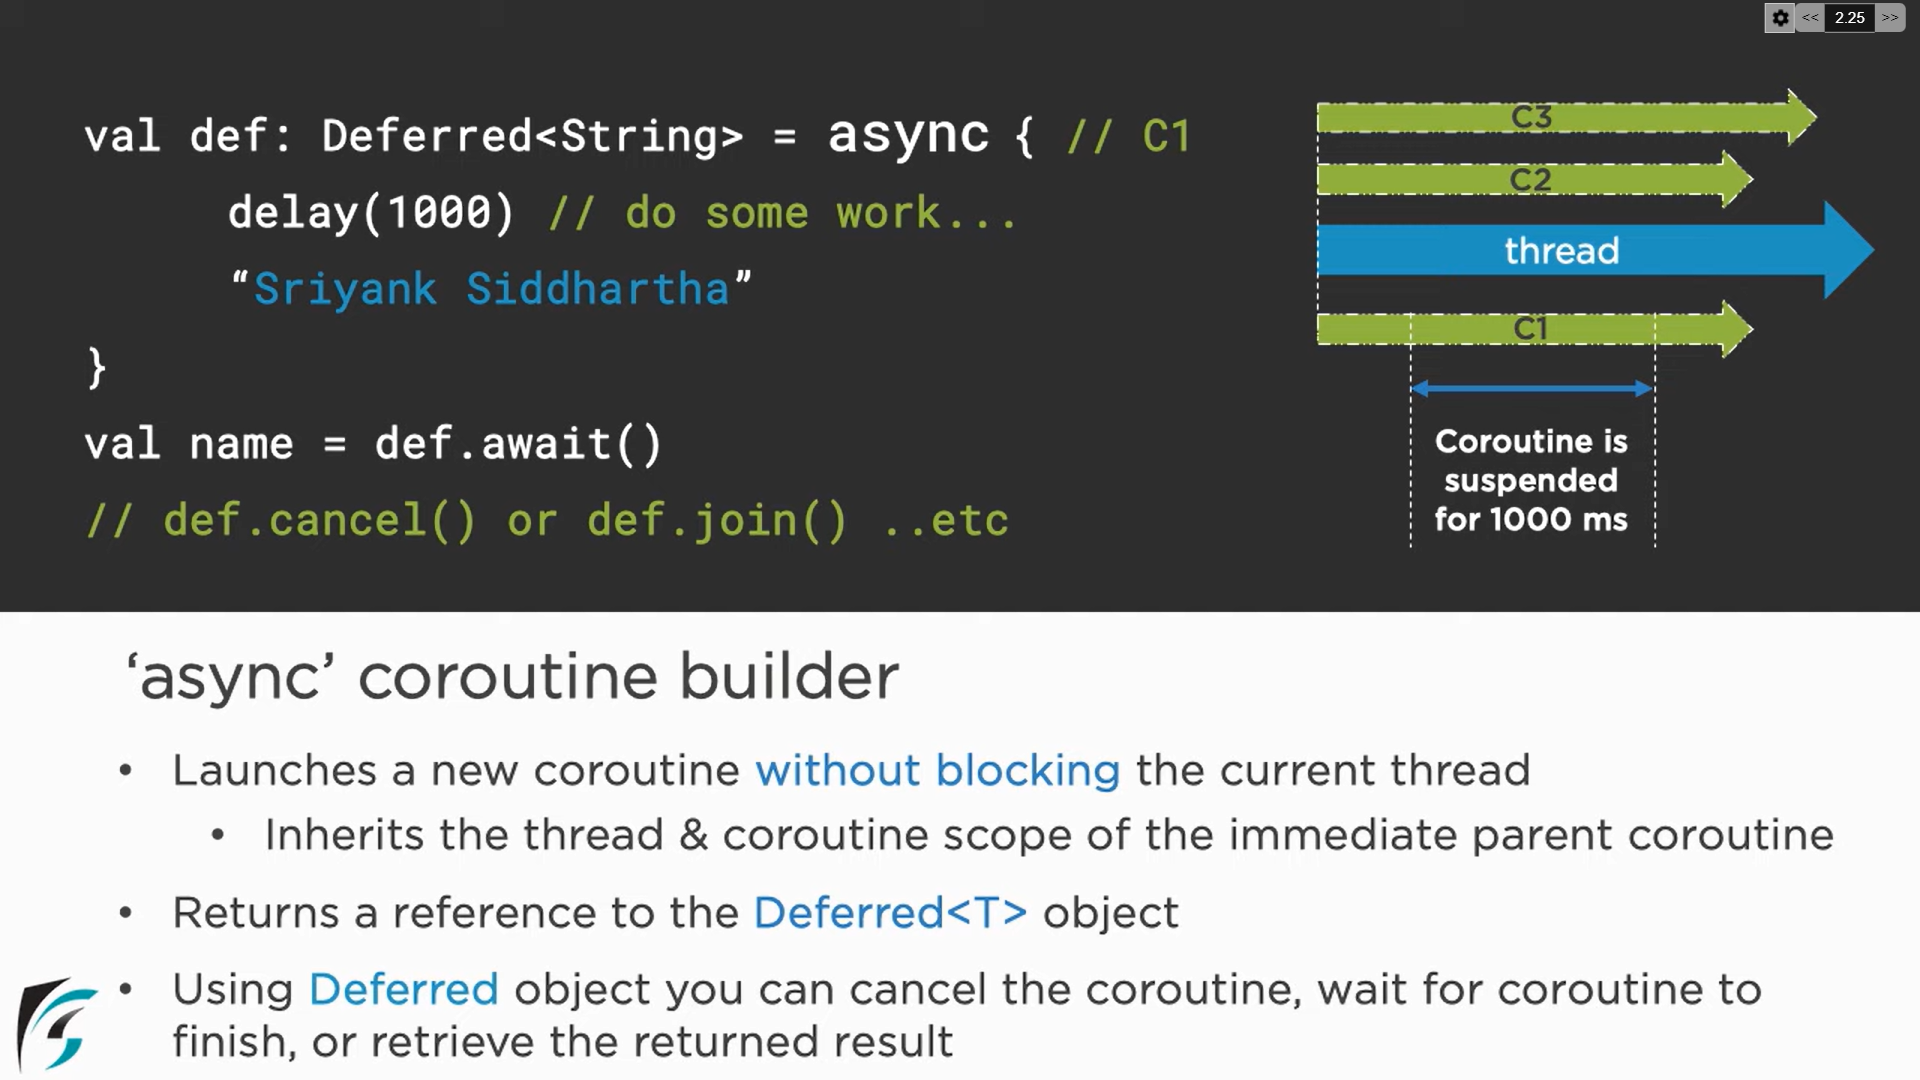 << 2.25 >>
val def: Deferred<String> = async { // C1
delay(1000) // do some work...
“Sriyank Siddhartha”
}
val name = def.await()
// def.cancel() or def.join() ..etc
C3
C2
thread
C1
Coroutine is
suspended
for 1000 ms
‘async’ coroutine builder
• Launches a new coroutine without blocking the current thread
• Inherits the thread & coroutine scope of the immediate parent coroutine
• Returns a reference to the Deferred<T> object
• Using Deferred object you can cancel the coroutine, wait for coroutine to
finish, or retrieve the returned result